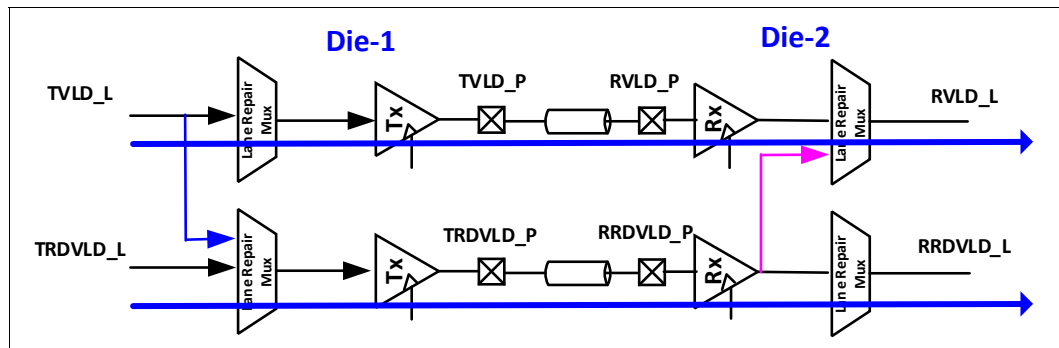 Die-1
Die-2
TVLD_L
Lane Repair
Mux
Tx
TVLD_P
RVLD_P
Rx
Lane Repair
Mux
RVLD_L
TRDVLD_L
Lane Repair
Mux
Tx
TRDVLD_P
RRDVLD_P
Rx
Lane Repair
Mux
RRDVLD_L